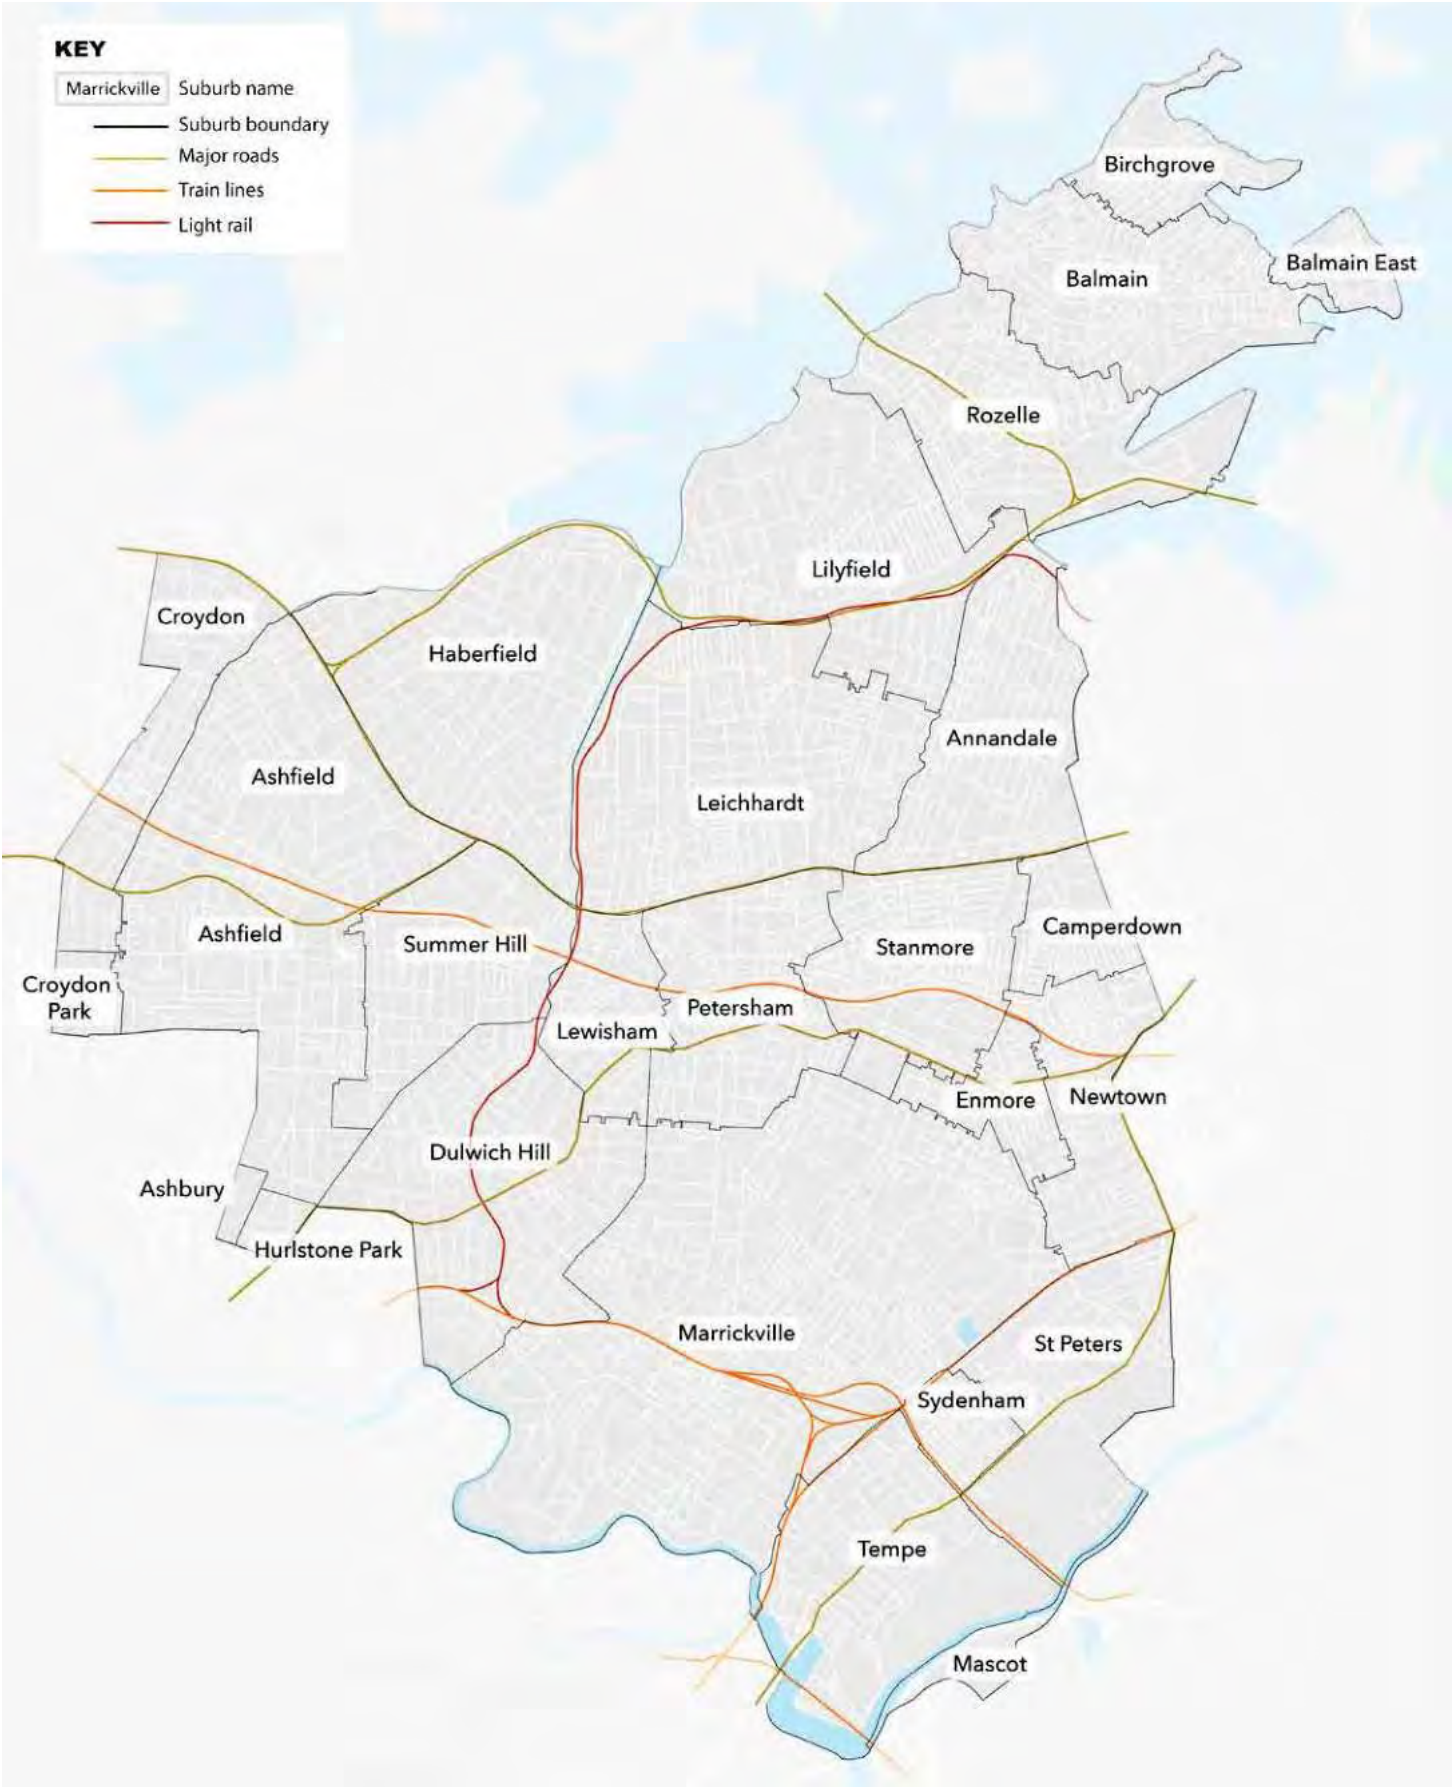 KEY
Marrickville Suburb name
Suburb boundary
Major roads
Train lines
Light rail
Birchgrove
Balmain East
Balmain
Rozelle
Lilyfield
Croydon
Haberfield
Annandale
Ashfield
Leichhardt
Camperdown
Ashfield
Summer Hill
Stanmore
Croydon
Park
Petersham
Lewisham
Newtown
Enmore
Dulwich Hill
Ashbury
Hurlstone Park
Marrickville
St Peters
Sydenham
Tempe
Mascot